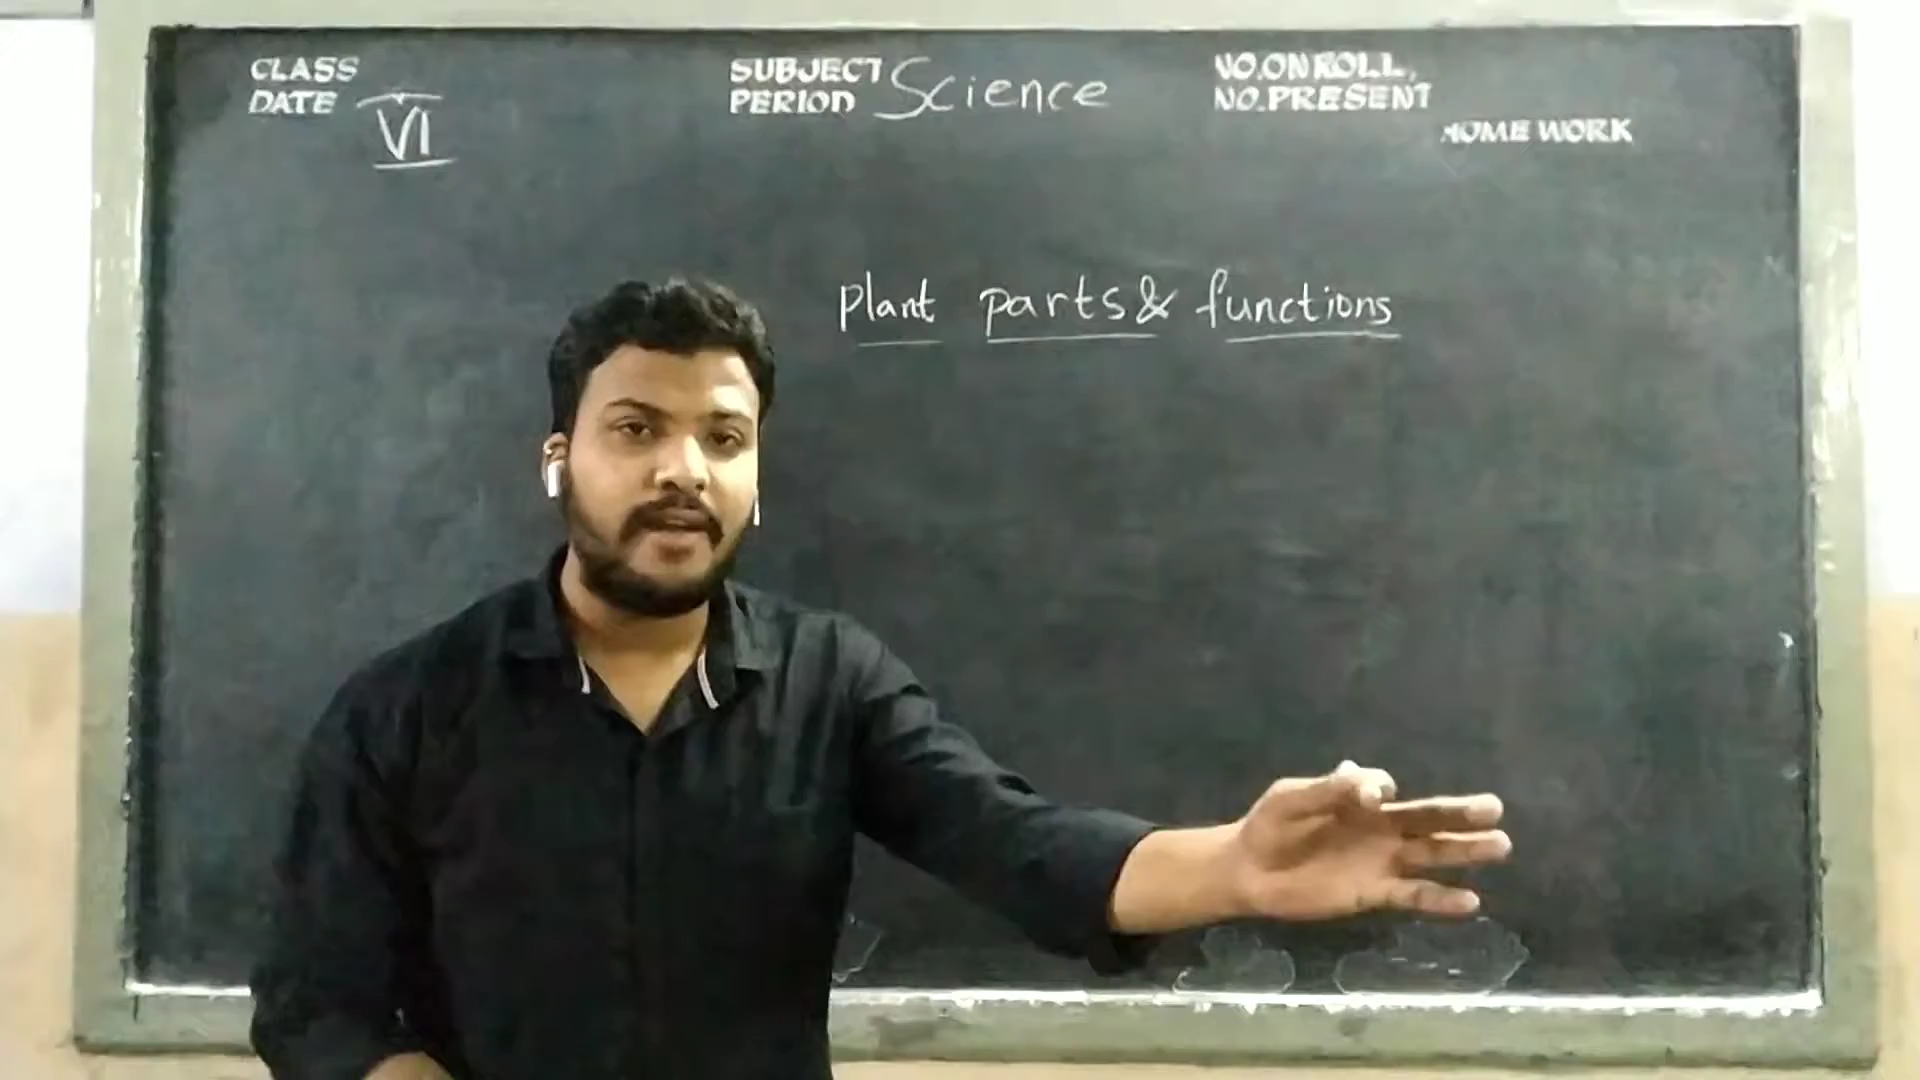 CLASS
DATE
VI
SUBJECT Science
PERIOD
NO.ON ROLL.
NO.PRESENT
HOME WORK
Plant parts & functions